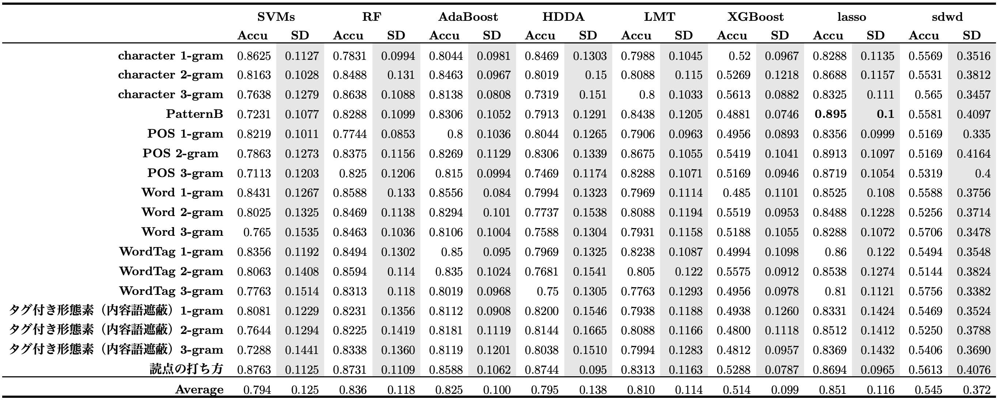 SVMs RF AdaBoost HDDA LMT XGBoost lasso sdwd
Accu SD Accu SD Accu SD Accu SD Accu SD Accu SD Accu SD Accu SD
character 1-gram 0.8625 0.1127 0.7831 0.0994 0.8044 0.0981 0.8469 0.1303 0.7988 0.1045 0.52 0.0967 0.8288 0.1135 0.5569 0.3516
character 2-gram 0.8163 0.1028 0.8488 0.131 0.8463 0.0967 0.8019 0.15 0.8088 0.115 0.5269 0.1218 0.8688 0.1157 0.5531 0.3812
character 3-gram 0.7638 0.1279 0.8638 0.1088 0.8138 0.0808 0.7319 0.151 0.8 0.1033 0.5613 0.0882 0.8325 0.111 0.565 0.3457
PatternB 0.7231 0.1077 0.8288 0.1099 0.8306 0.1052 0.7913 0.1291 0.8438 0.1205 0.4881 0.0746 0.895 0.1 0.5581 0.4097
POS 1-gram 0.8219 0.1011 0.7744 0.0853 0.8 0.1036 0.8044 0.1265 0.7906 0.0963 0.4956 0.0893 0.8356 0.0999 0.5169 0.335
POS 2-gram 0.7863 0.1273 0.8375 0.1156 0.8269 0.1129 0.8306 0.1339 0.8675 0.1055 0.5419 0.1041 0.8913 0.1097 0.5169 0.4164
POS 3-gram 0.7113 0.1203 0.825 0.1206 0.815 0.0994 0.7469 0.1174 0.8288 0.1071 0.5169 0.0946 0.8719 0.1054 0.5319 0.4
Word 1-gram 0.8431 0.1267 0.8588 0.133 0.8556 0.084 0.7994 0.1323 0.7969 0.1114 0.485 0.1101 0.8525 0.108 0.5588 0.3756
Word 2-gram 0.8025 0.1325 0.8469 0.1138 0.8294 0.101 0.7737 0.1538 0.8088 0.1194 0.5519 0.0953 0.8488 0.1228 0.5256 0.3714
Word 3-gram 0.765 0.1535 0.8463 0.1036 0.8106 0.1004 0.7588 0.1304 0.7931 0.1158 0.5188 0.1055 0.8288 0.1072 0.5706 0.3478
WordTag 1-gram 0.8356 0.1192 0.8494 0.1302 0.85 0.095 0.7969 0.1325 0.8238 0.1087 0.4994 0.1098 0.86 0.122 0.5494 0.3548
WordTag 2-gram 0.8063 0.1408 0.8594 0.114 0.835 0.1024 0.7681 0.1541 0.805 0.122 0.5575 0.0912 0.8538 0.1274 0.5144 0.3824
WordTag 3-gram 0.7763 0.1514 0.8313 0.118 0.8019 0.0968 0.75 0.1305 0.7763 0.1293 0.4956 0.0978 0.81 0.1121 0.5756 0.3382
タグ付き形態素（内容語遮蔽）1-gram 0.8081 0.1229 0.8231 0.1356 0.8112 0.0908 0.8200 0.1546 0.7938 0.1188 0.4938 0.1260 0.8331 0.1424 0.5469 0.3524
タグ付き形態素（内容語遮蔽）2-gram 0.7644 0.1294 0.8225 0.1419 0.8181 0.1119 0.8144 0.1665 0.8088 0.1166 0.4800 0.1118 0.8512 0.1412 0.5250 0.3788
タグ付き形態素（内容語遮蔽）3-gram 0.7288 0.1441 0.8338 0.1360 0.8119 0.1201 0.8038 0.1510 0.7994 0.1283 0.4812 0.0957 0.8369 0.1432 0.5406 0.3690
読点の打ち方 0.8763 0.1125 0.8731 0.1109 0.8588 0.1062 0.8744 0.095 0.8313 0.1163 0.5288 0.0787 0.8694 0.0965 0.5613 0.4076
Average 0.794 0.125 0.836 0.118 0.825 0.100 0.795 0.138 0.810 0.114 0.514 0.099 0.851 0.116 0.545 0.372